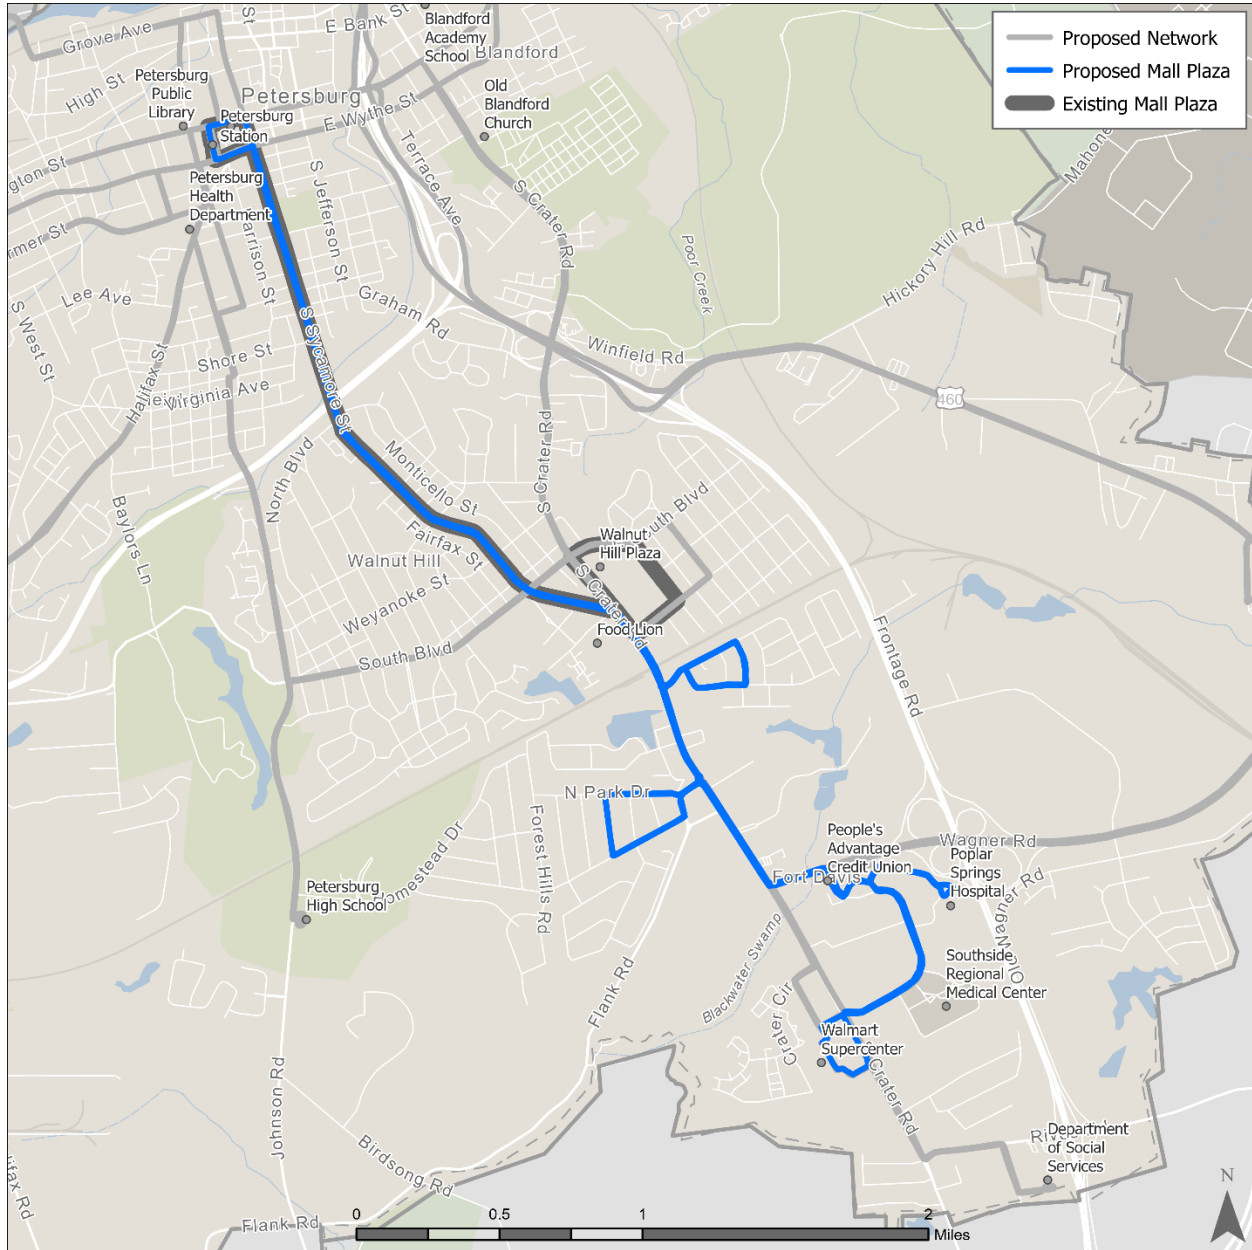 Proposed Network
Proposed Mall Plaza
Existing Mall Plaza
Grove Ave
E Bank St
Blandford
Academy
School
Blandford
High St
Petersburg
Public
Library
Petersburg
Petersburg
Station
E Wythe St
Old
Blandford
Church
Terrace Ave
Petersburg
Health
Department
S Jefferson St
S Crater Rd
Poor Creek
Hickory Hill Rd
Lee Ave
S West St
Graham Rd
S Sycamore St
Shore St
Virginia Ave
Halifax St
Winfield Rd
460
North Blvd
Monticello St
S Crater Rd
Fairfax St
Baylors Ln
Walnut Hill
Walnut
Hill Plaza
Weyanoke St
S Crater Rd
Food Lion
South Blvd
Frontage Rd
N Park Dr
Forest Hills Rd
People's
Advantage
Credit Union
Wagner Rd
Poplar
Springs
Hospital
Fort Davis
Petersburg
High School
Flank Rd
Blackwater Swamp
Southside
Regional
Medical Center
Crater Cir
Walmart
Supercenter
Crater Rd
Johnson Rd
Birdsong Rd
Department
of Social
Services
Flank Rd
0
0.5
1
2
Miles
N